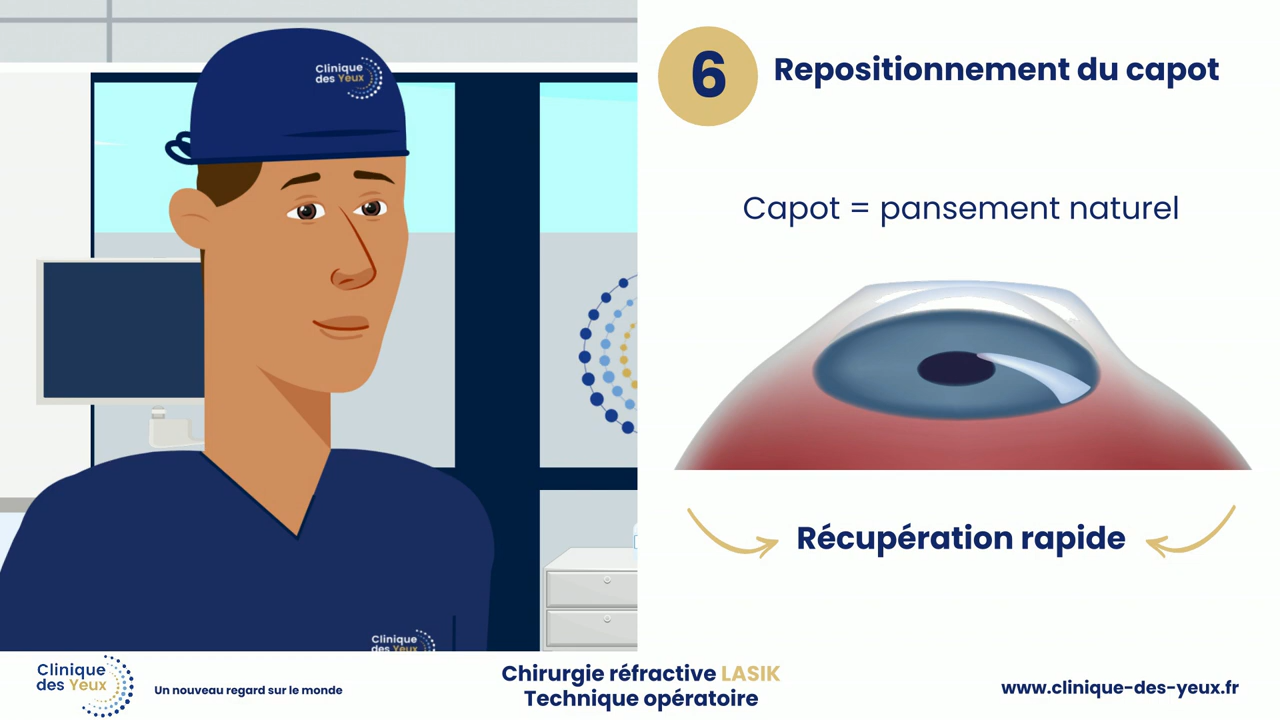 Clinique
des Yeux
6
Repositionnement du capot
Capot = pansement naturel
Récupération rapide
Clinique
des Yeux
Clinique
des Yeux
Un nouveau regard sur le monde
Chirurgie réfractive LASIK
Technique opératoire
www.clinique-des-yeux.fr